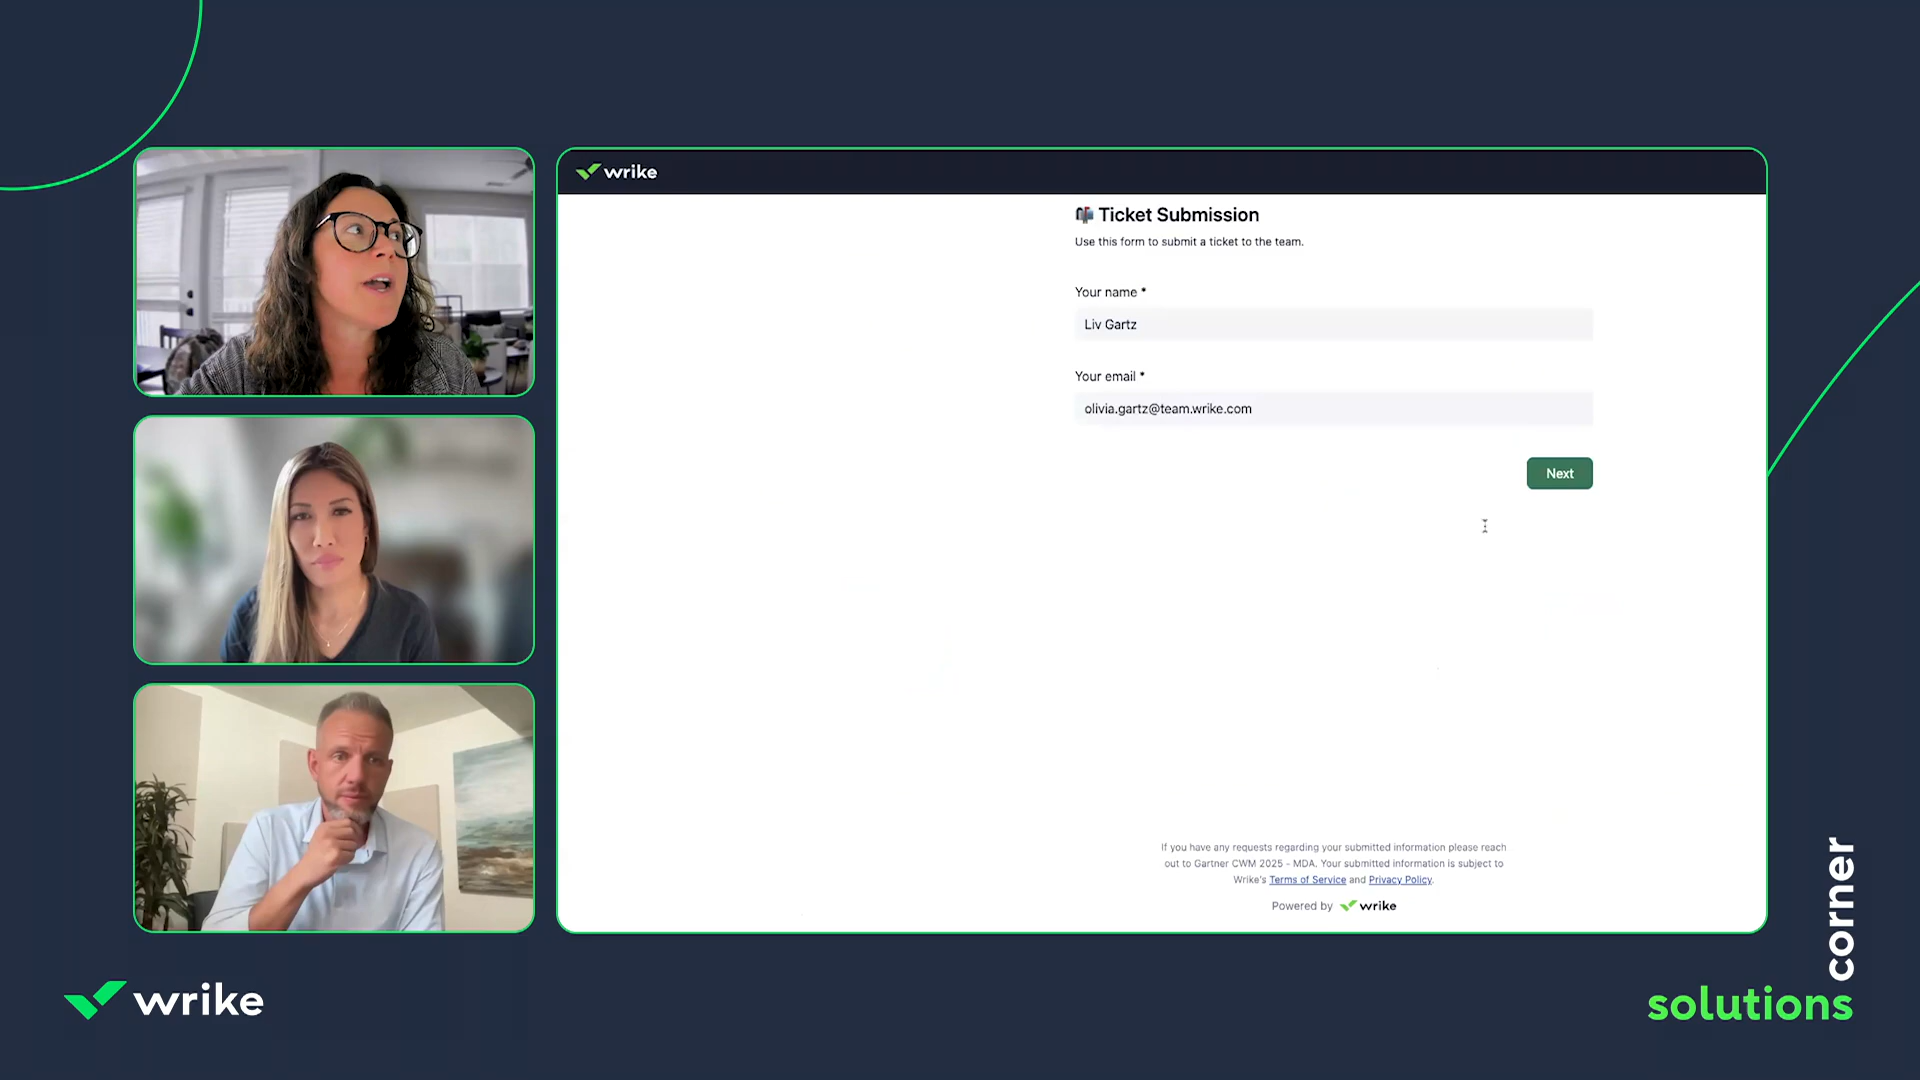 wrike
Ticket Submission
Use this form to submit a ticket to the team.
Your name *
Liv Gartz
Your email *
olivia.gartz@team.wrike.com
Next
If you have any requests regarding your submitted information please reach
out to Gartner CWM 2025 - MDA. Your submitted information is subject to
Wrike's Terms of Service and Privacy Policy.
Powered by wrike
wrike
solutions
corner